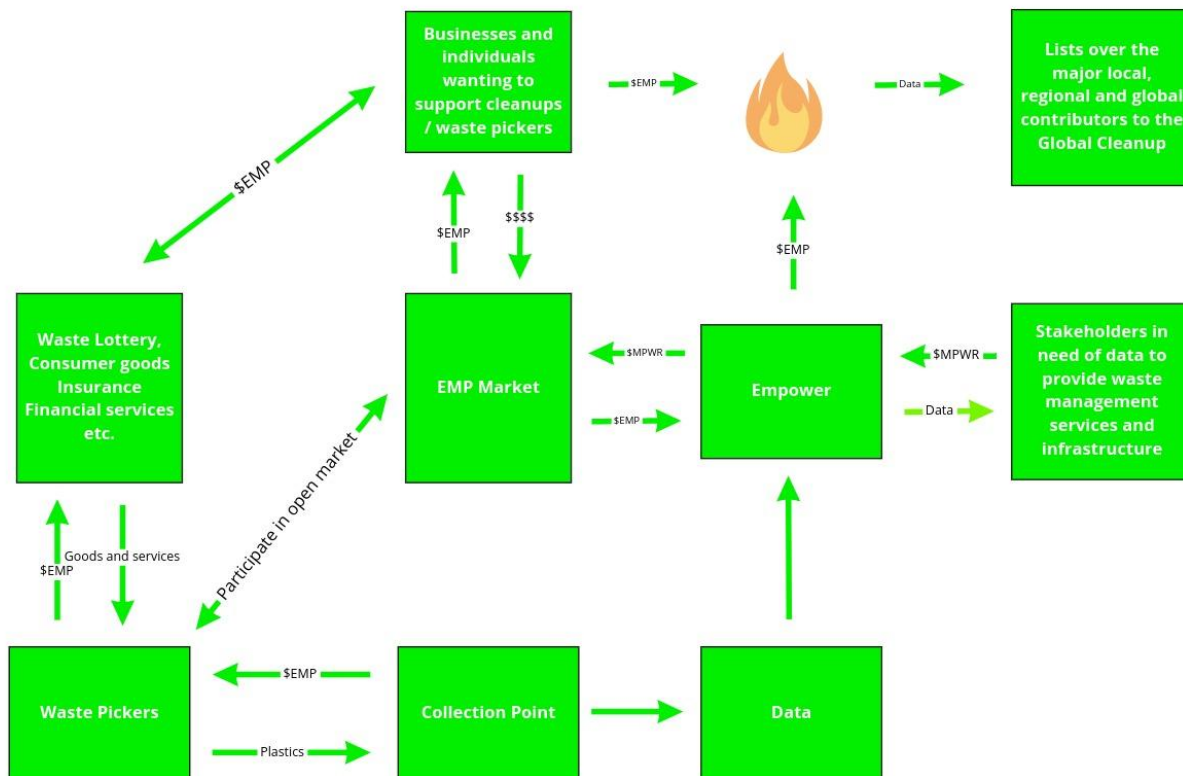 Businesses and
individuals
wanting to
support cleanups
/ waste pickers
$EMP
Data
Lists over the
major local,
regional and global
contributors to the
Global Cleanup
$EMP
$EMP
$$$$
$EMP
Waste Lottery,
Consumer goods
Insurance
Financial services
etc.
EMP Market
$MPWR
$EMP
Empower
$MPWR
Data
Stakeholders in
need of data to
provide waste
management
services and
infrastructure
Participate in open market
Goods and services
$EMP
Waste Pickers
$EMP
Plastics
Collection Point
Data